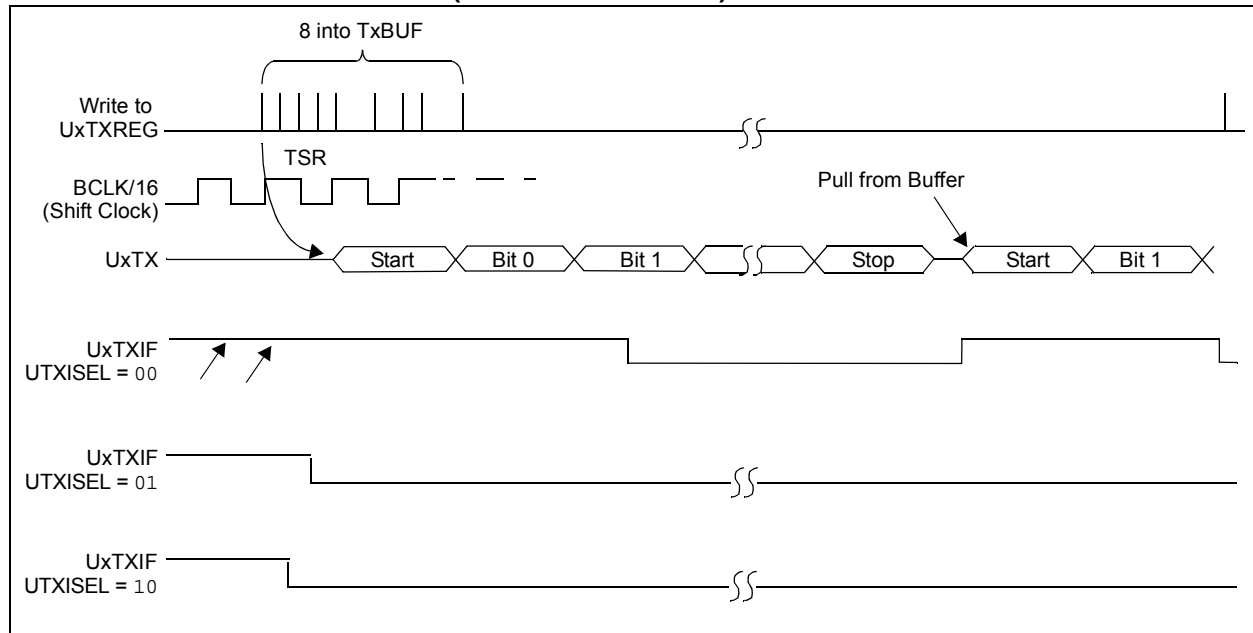 8 into TxBUF
Write to
UxTXREG
TSR
BCLK/16
(Shift Clock)
Pull from Buffer
UxTX
Start
Bit 0
Bit 1
Stop
Start
Bit 1
UxTXIF
UTXISEL = 00
UxTXIF
UTXISEL = 01
UxTXIF
UTXISEL = 10